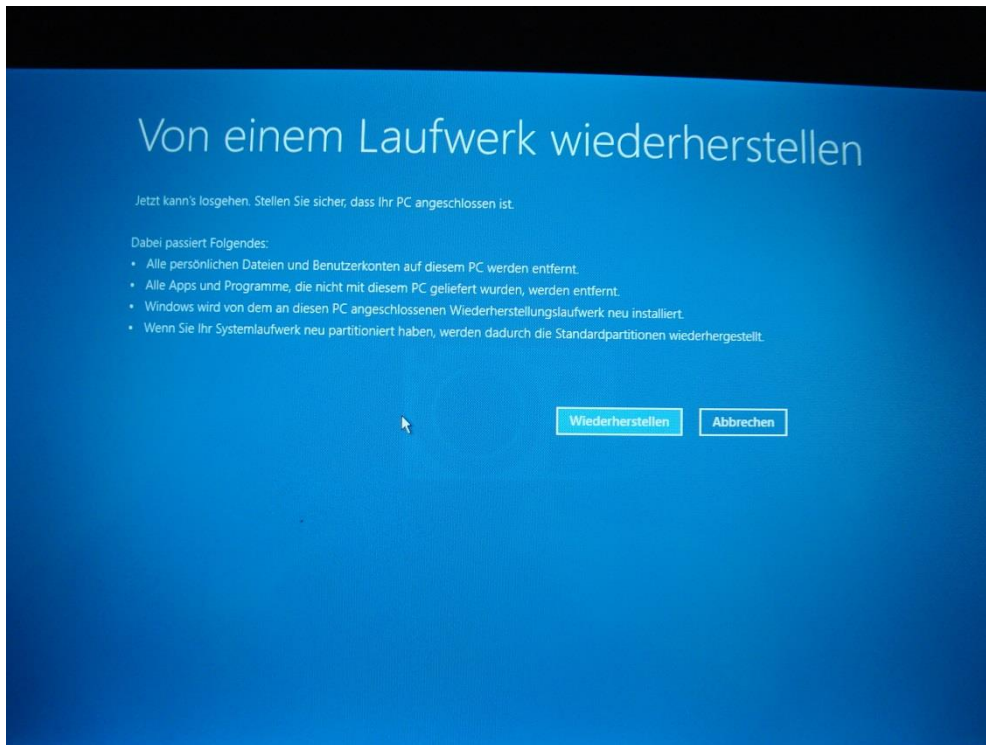 Von einem Laufwerk wiederherstellen
Jetzt kann's losgehen. Stellen Sie sicher, dass Ihr PC angeschlossen ist.
Dabei passiert Folgendes:
• Alle persönlichen Dateien und Benutzerkonten auf diesem PC werden entfernt.
• Alle Apps und Programme, die nicht mit diesem PC geliefert wurden, werden entfernt.
• Windows wird von dem an diesen PC angeschlossenen Wiederherstellungslaufwerk neu installiert.
• Wenn Sie Ihr Systemlaufwerk neu partitioniert haben, werden dadurch die Standardpartitionen wiederhergestellt.
Wiederherstellen Abbrechen